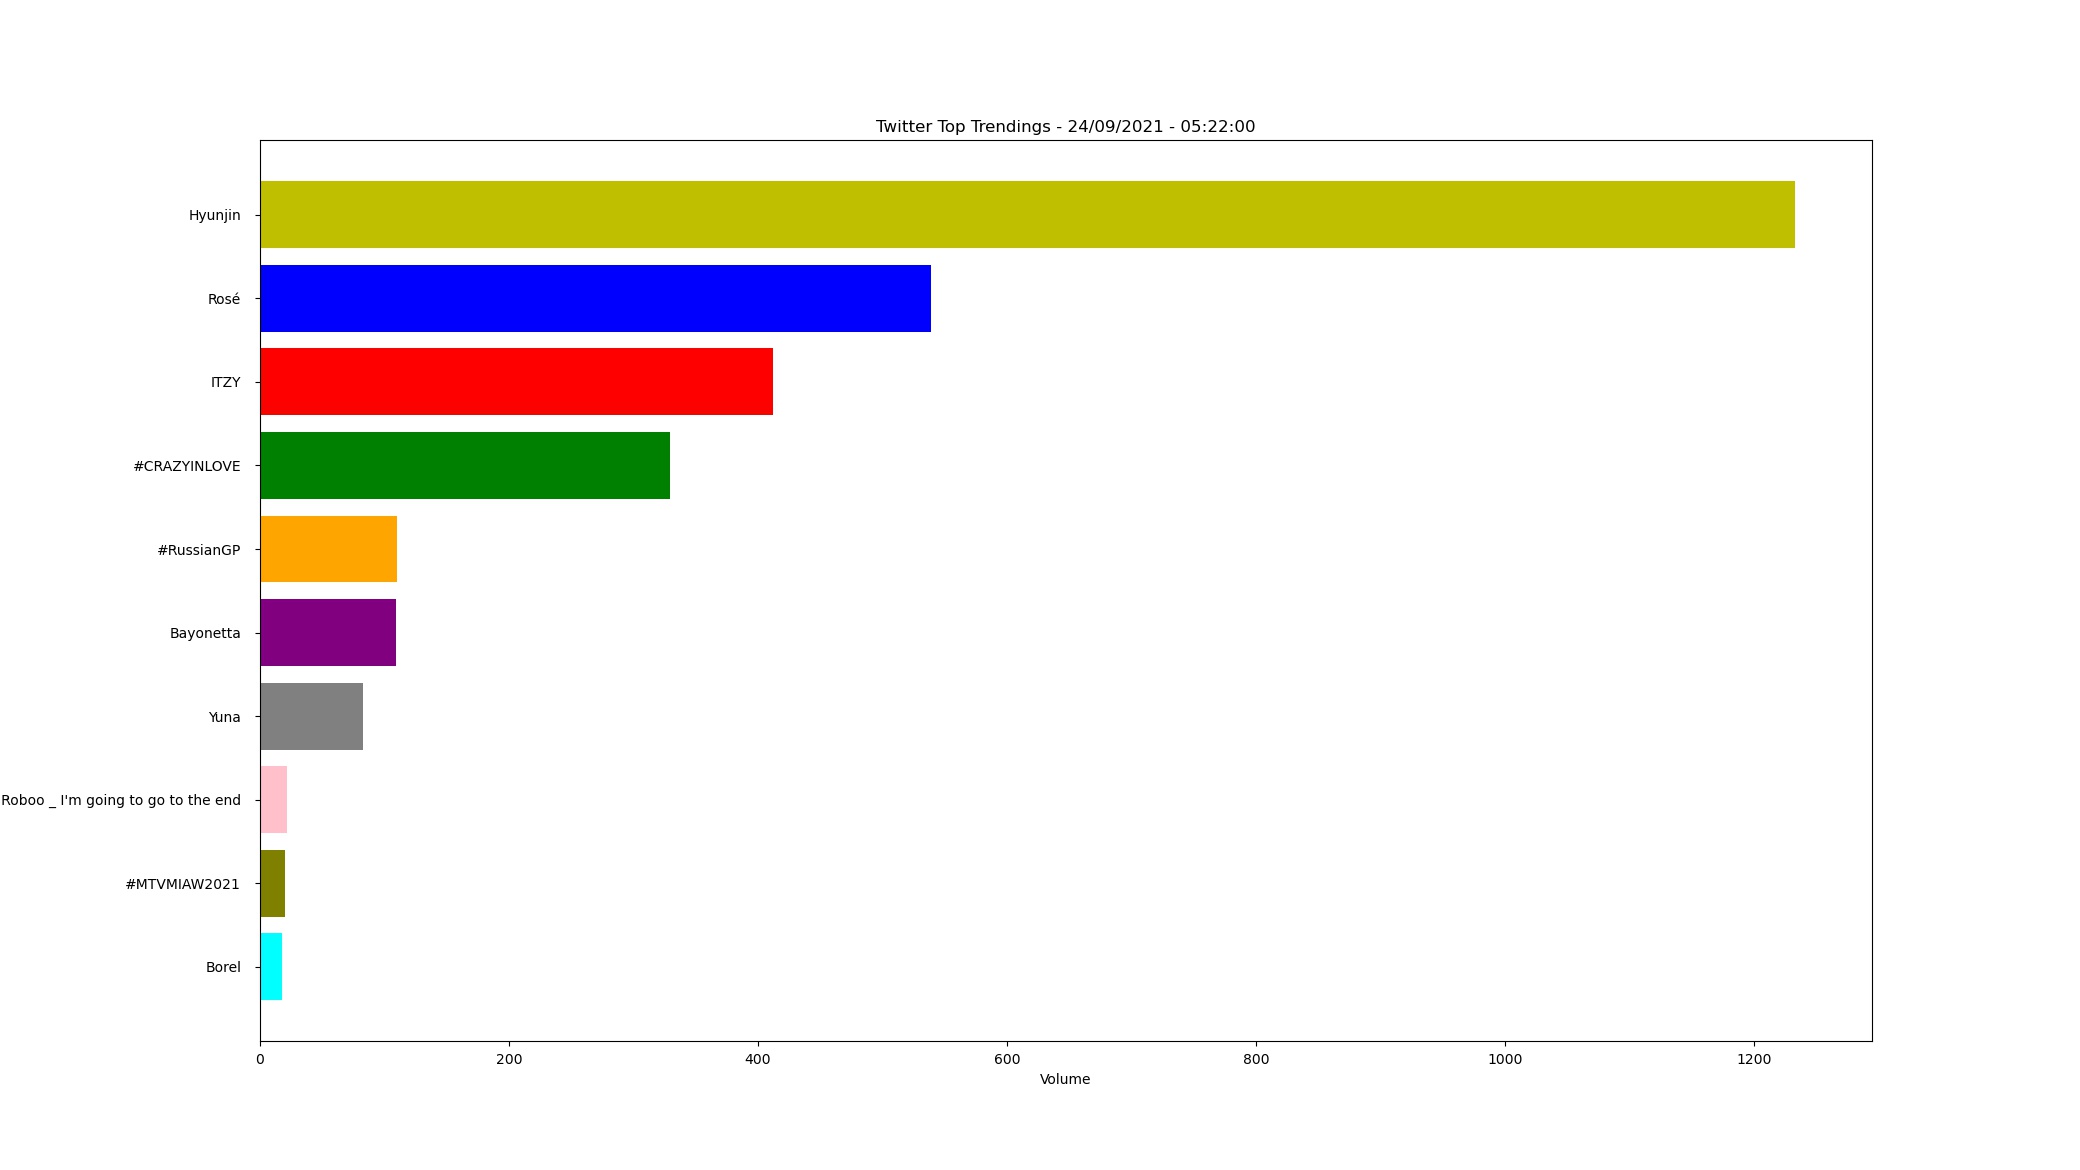 Twitter Top Trendings - 24/09/2021 - 05:22:00
Hyunjin
Rosé
ITZY
#CRAZYINLOVE
#RussianGP
Bayonetta
Yuna
Roboo _ I'm going to go to the end
#MTVMIAW2021
Borel
0 200 400 600 800 1000 1200
Volume